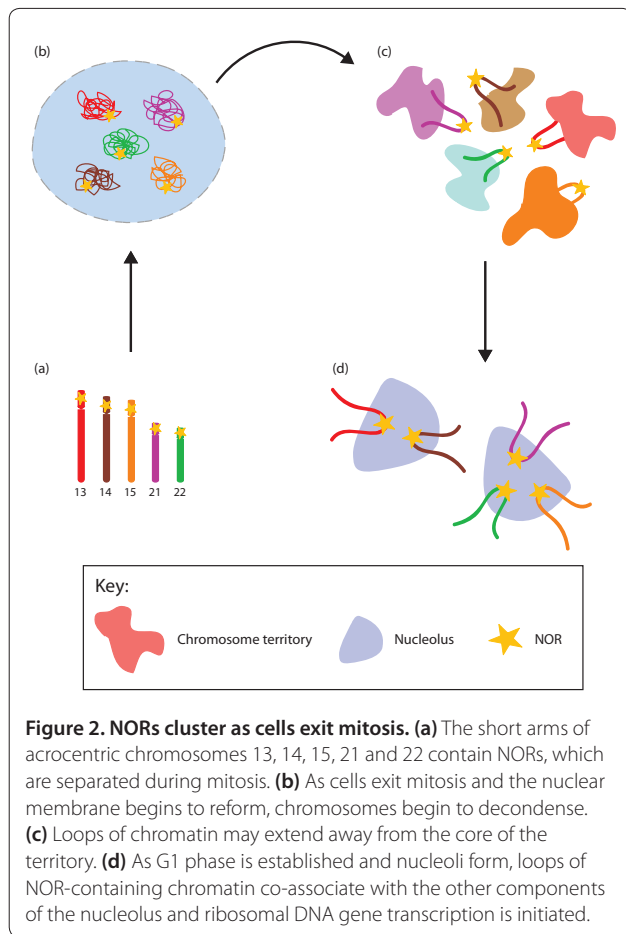 (b)
(c)
(a)
(d)
13 14 15 21 22
Key:
Chromosome territory
Nucleolus
NOR
Figure 2. NORs cluster as cells exit mitosis. (a) The short arms of
acrocentric chromosomes 13, 14, 15, 21 and 22 contain NORs, which
are separated during mitosis. (b) As cells exit mitosis and the nuclear
membrane begins to reform, chromosomes begin to decondense.
(c) Loops of chromatin may extend away from the core of the
territory. (d) As G1 phase is established and nucleoli form, loops of
NOR-containing chromatin co-associate with the other components
of the nucleolus and ribosomal DNA gene transcription is initiated.